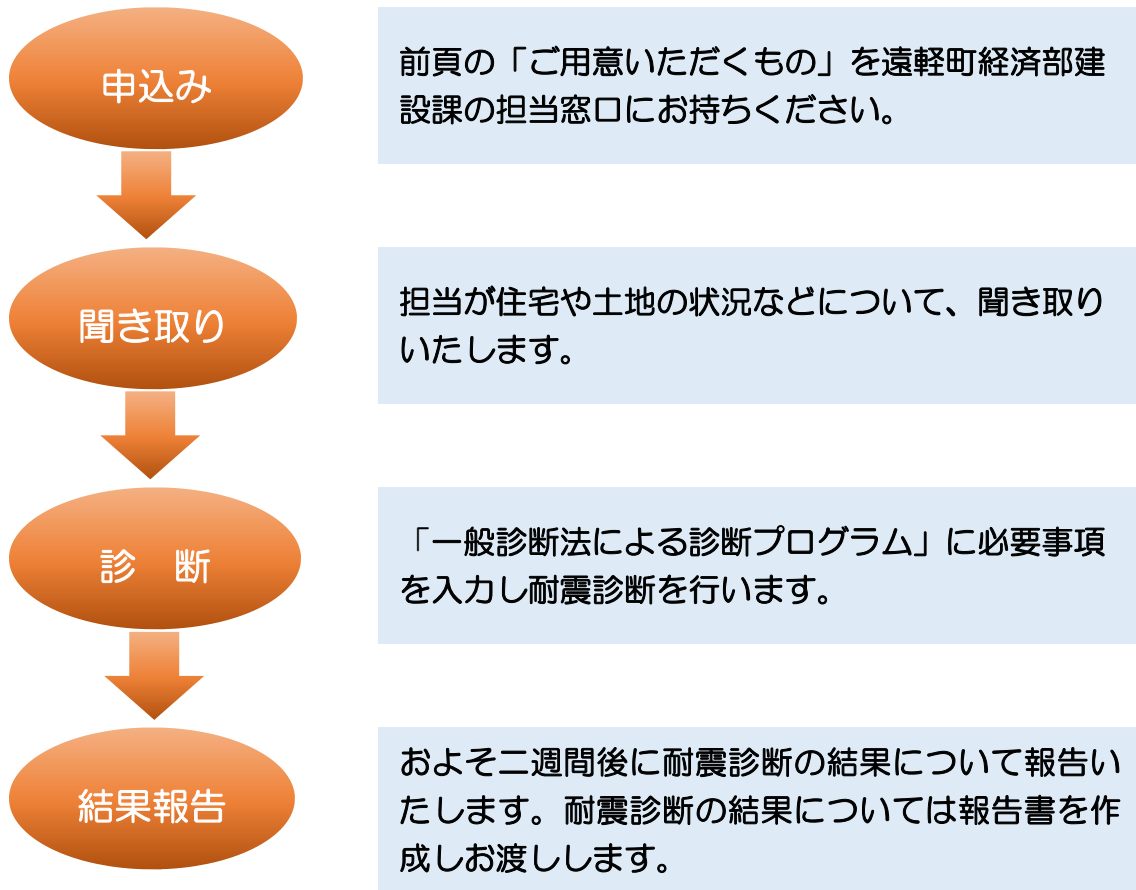 申込み
前頁の「ご用意いただくもの」を遠軽町経済部建
設課の担当窓口にお持ちください。
聞き取り
担当が住宅や土地の状況などについて、聞き取り
いたします。
診　断
「一般診断法による診断プログラム」に必要事項
を入力し耐震診断を行います。
結果報告
およそ二週間後に耐震診断の結果について報告い
たします。耐震診断の結果については報告書を作
成しお渡しします。